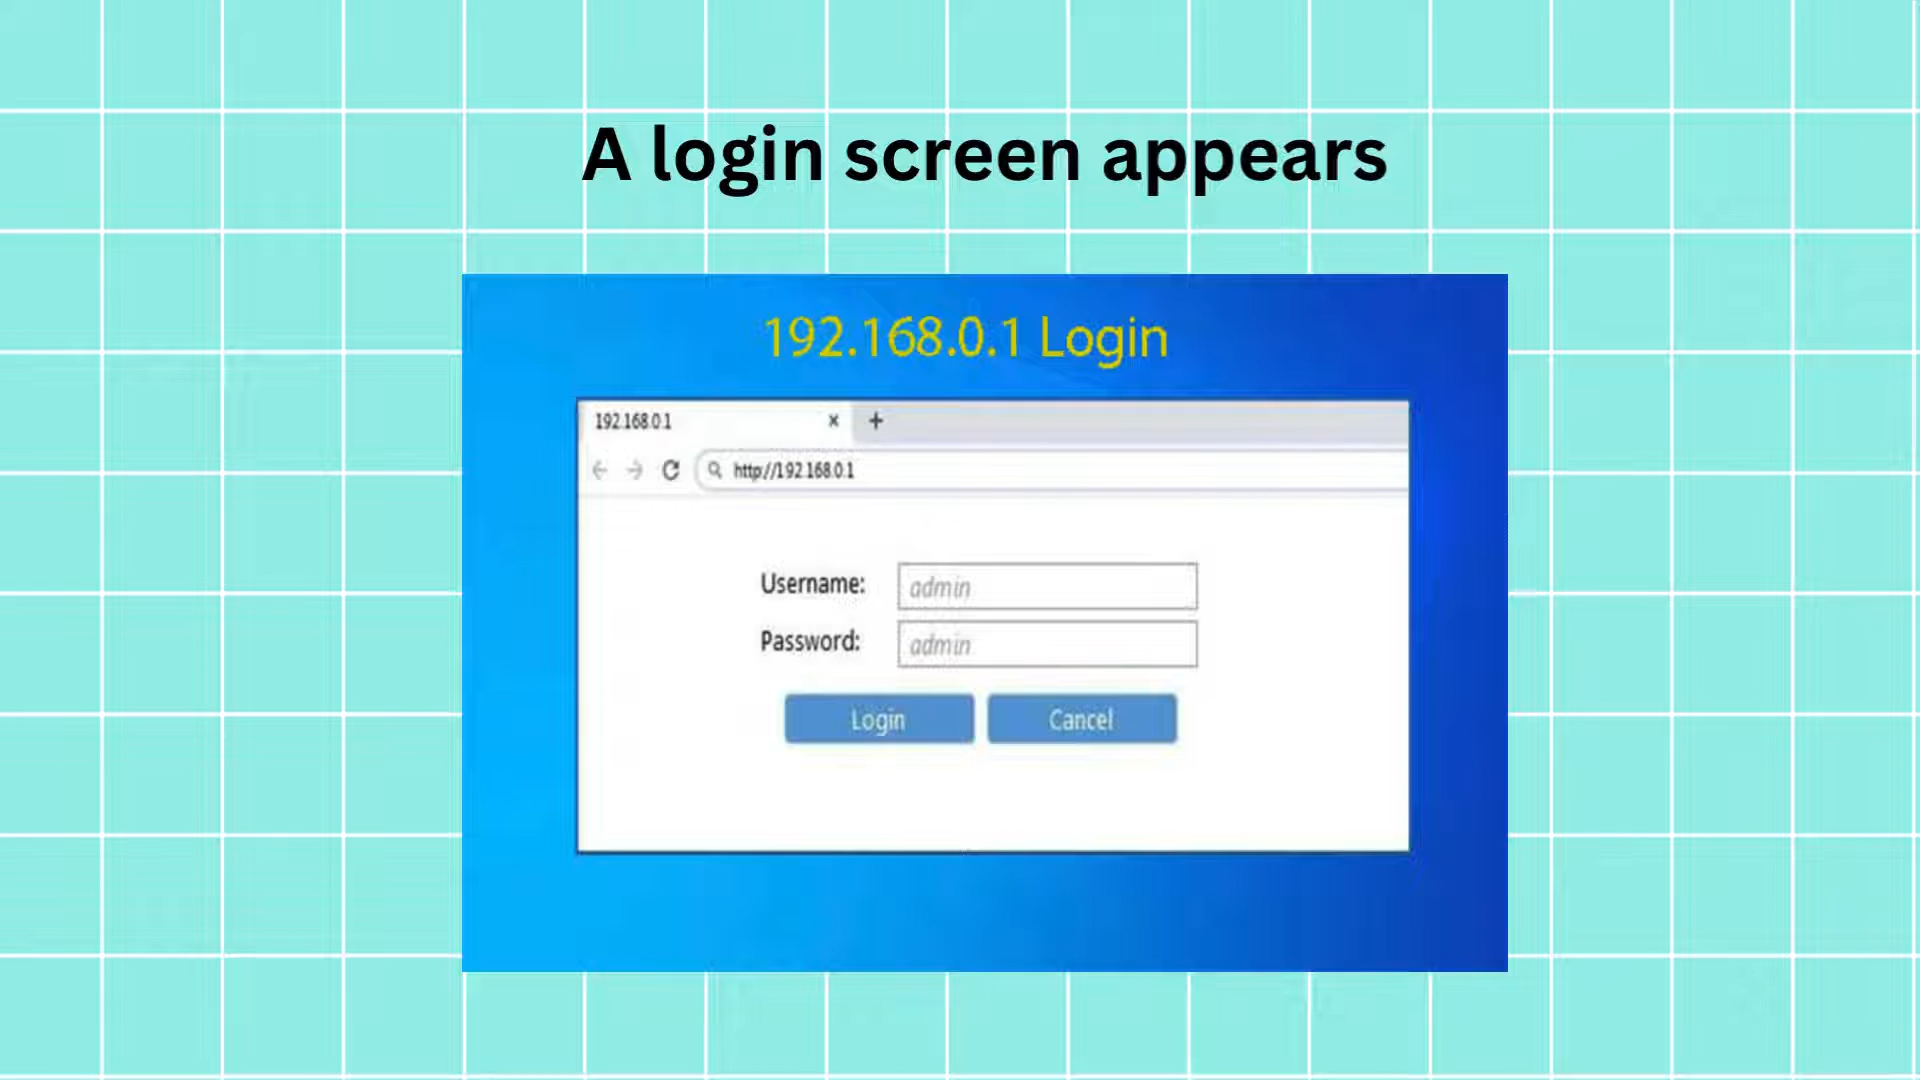 A login screen appears
192.168.0.1 Login
192.168.0.1 × +
http://192.168.0.1
Username: admin
Password: admin
Login Cancel